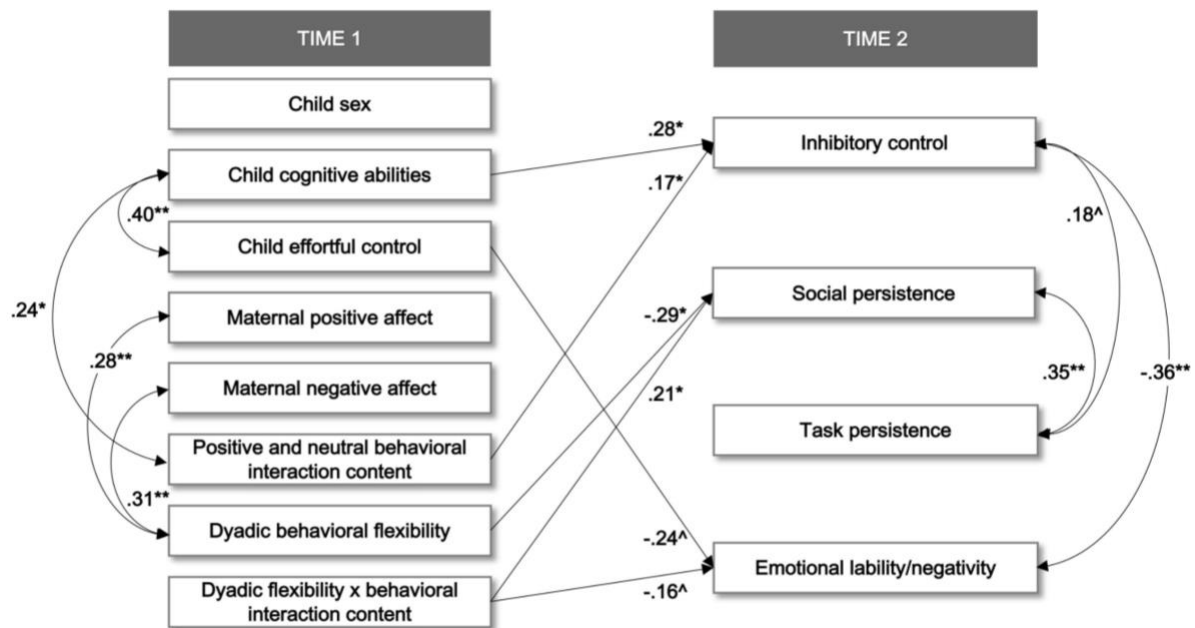 TIME 1
TIME 2
Child sex
Child cognitive abilities
Child effortful control
Maternal positive affect
Maternal negative affect
Positive and neutral behavioral
interaction content
Dyadic behavioral flexibility
Dyadic flexibility x behavioral
interaction content
.40**
.24*
.28**
.31**
.28*
.17*
-.29*
.21*
-.24^
-.16^
Inhibitory control
Social persistence
Task persistence
Emotional lability/negativity
.18^
.35**
-.36**